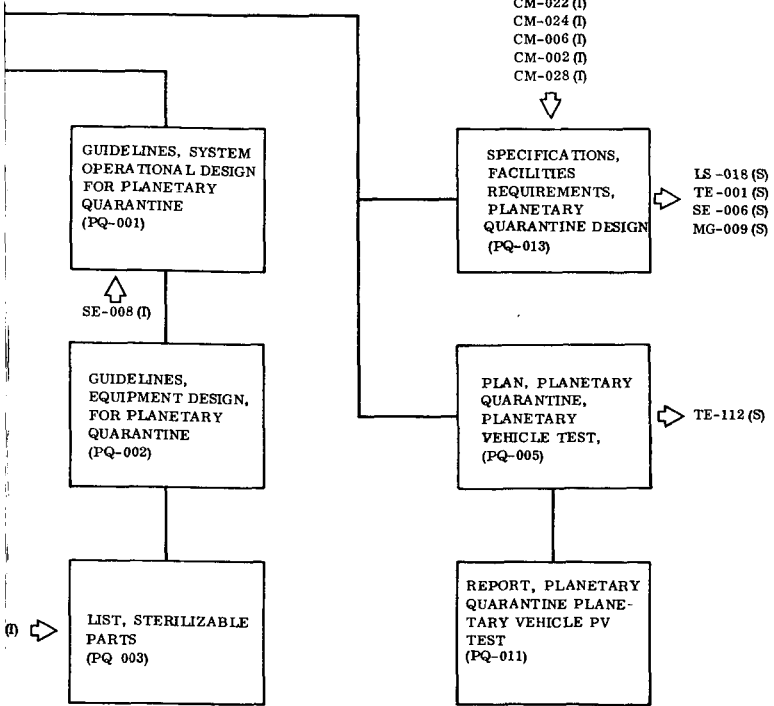 CM-022 (I)
CM-024 (I)
CM-006 (I)
CM-002 (I)
CM-028 (I)
GUIDELINES, SYSTEM
OPERATIONAL DESIGN
FOR PLANETARY
QUARANTINE
(PQ-001)
SE-008 (I)
GUIDELINES,
EQUIPMENT DESIGN,
FOR PLANETARY
QUARANTINE
(PQ-002)
(I)
LIST, STERILIZABLE
PARTS
(PQ 003)
SPECIFICATIONS,
FACILITIES
REQUIREMENTS,
PLANETARY
QUARANTINE DESIGN
(PQ-013)
LS -018 (S)
TE-001 (S)
SE -006 (S)
MG-009 (S)
PLAN, PLANETARY
QUARANTINE,
PLANETARY
VEHICLE TEST,
(PQ-005)
TE-112 (S)
REPORT, PLANETARY
QUARANTINE PLANE-
TARY VEHICLE PV
TEST
(PQ-011)